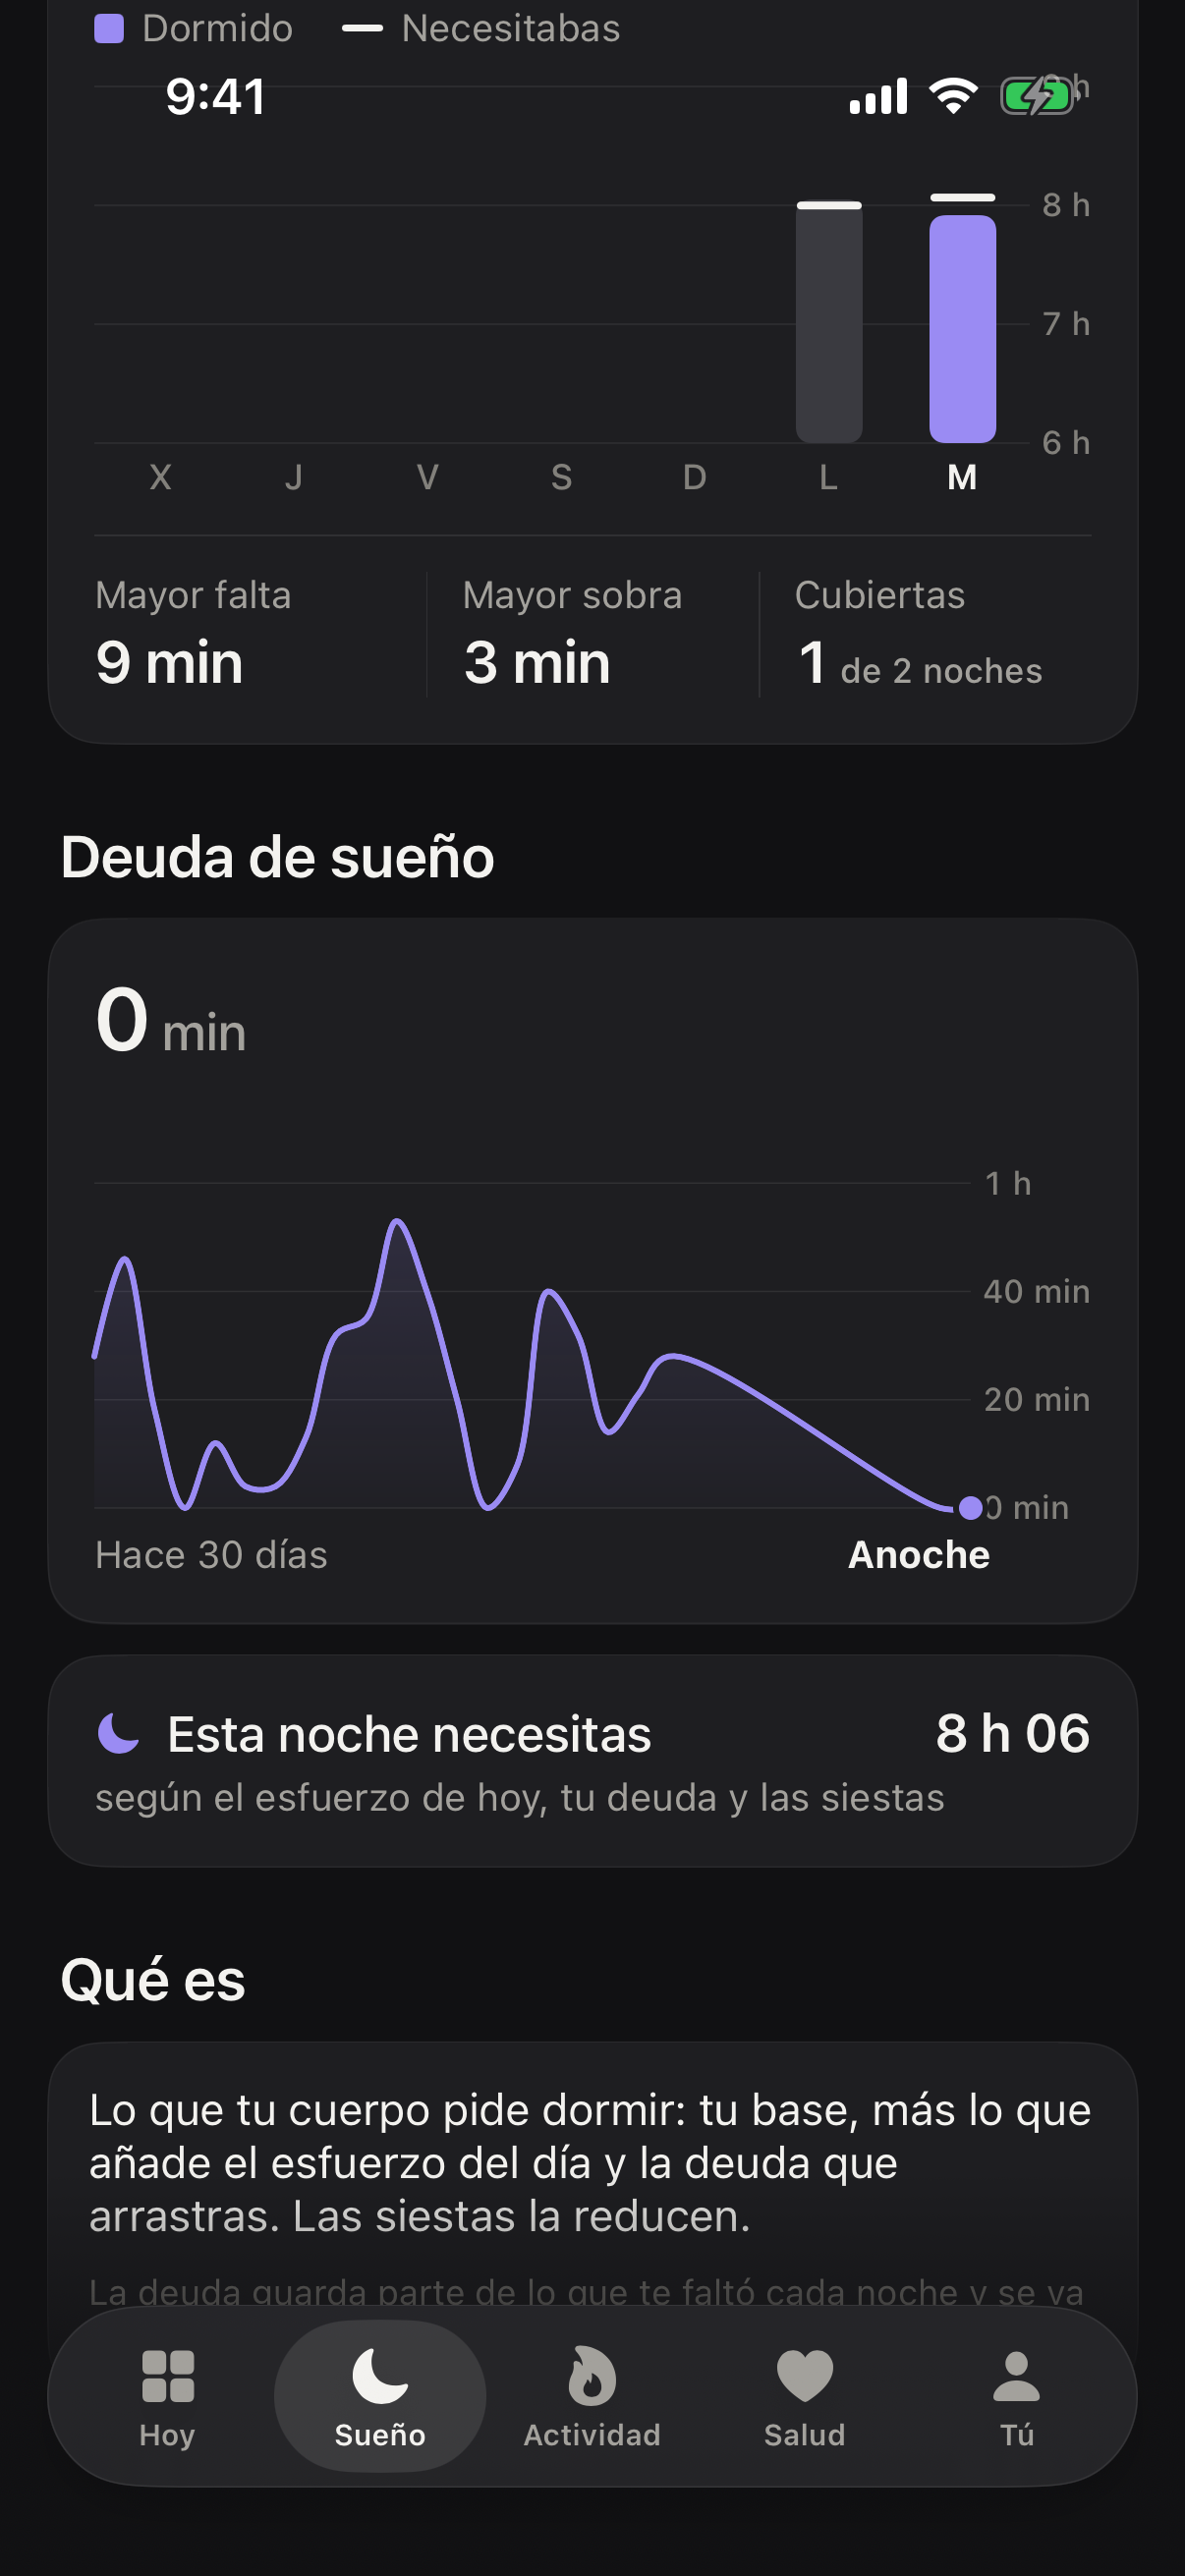 Dormido Necesitabas
9:41
8 h
7 h
6 h
X J V S D L M
Mayor falta Mayor sobra Cubiertas
9 min 3 min 1 de 2 noches
Deuda de sueño
0 min
1 h
40 min
20 min
0 min
Hace 30 días Anoche
Esta noche necesitas 8 h 06
según el esfuerzo de hoy, tu deuda y las siestas
Qué es
Lo que tu cuerpo pide dormir: tu base, más lo que
añade el esfuerzo del día y la deuda que
arrastras. Las siestas la reducen.
La deuda guarda parte de lo que te faltó cada noche y se va
Hoy Sueño Actividad Salud Tú